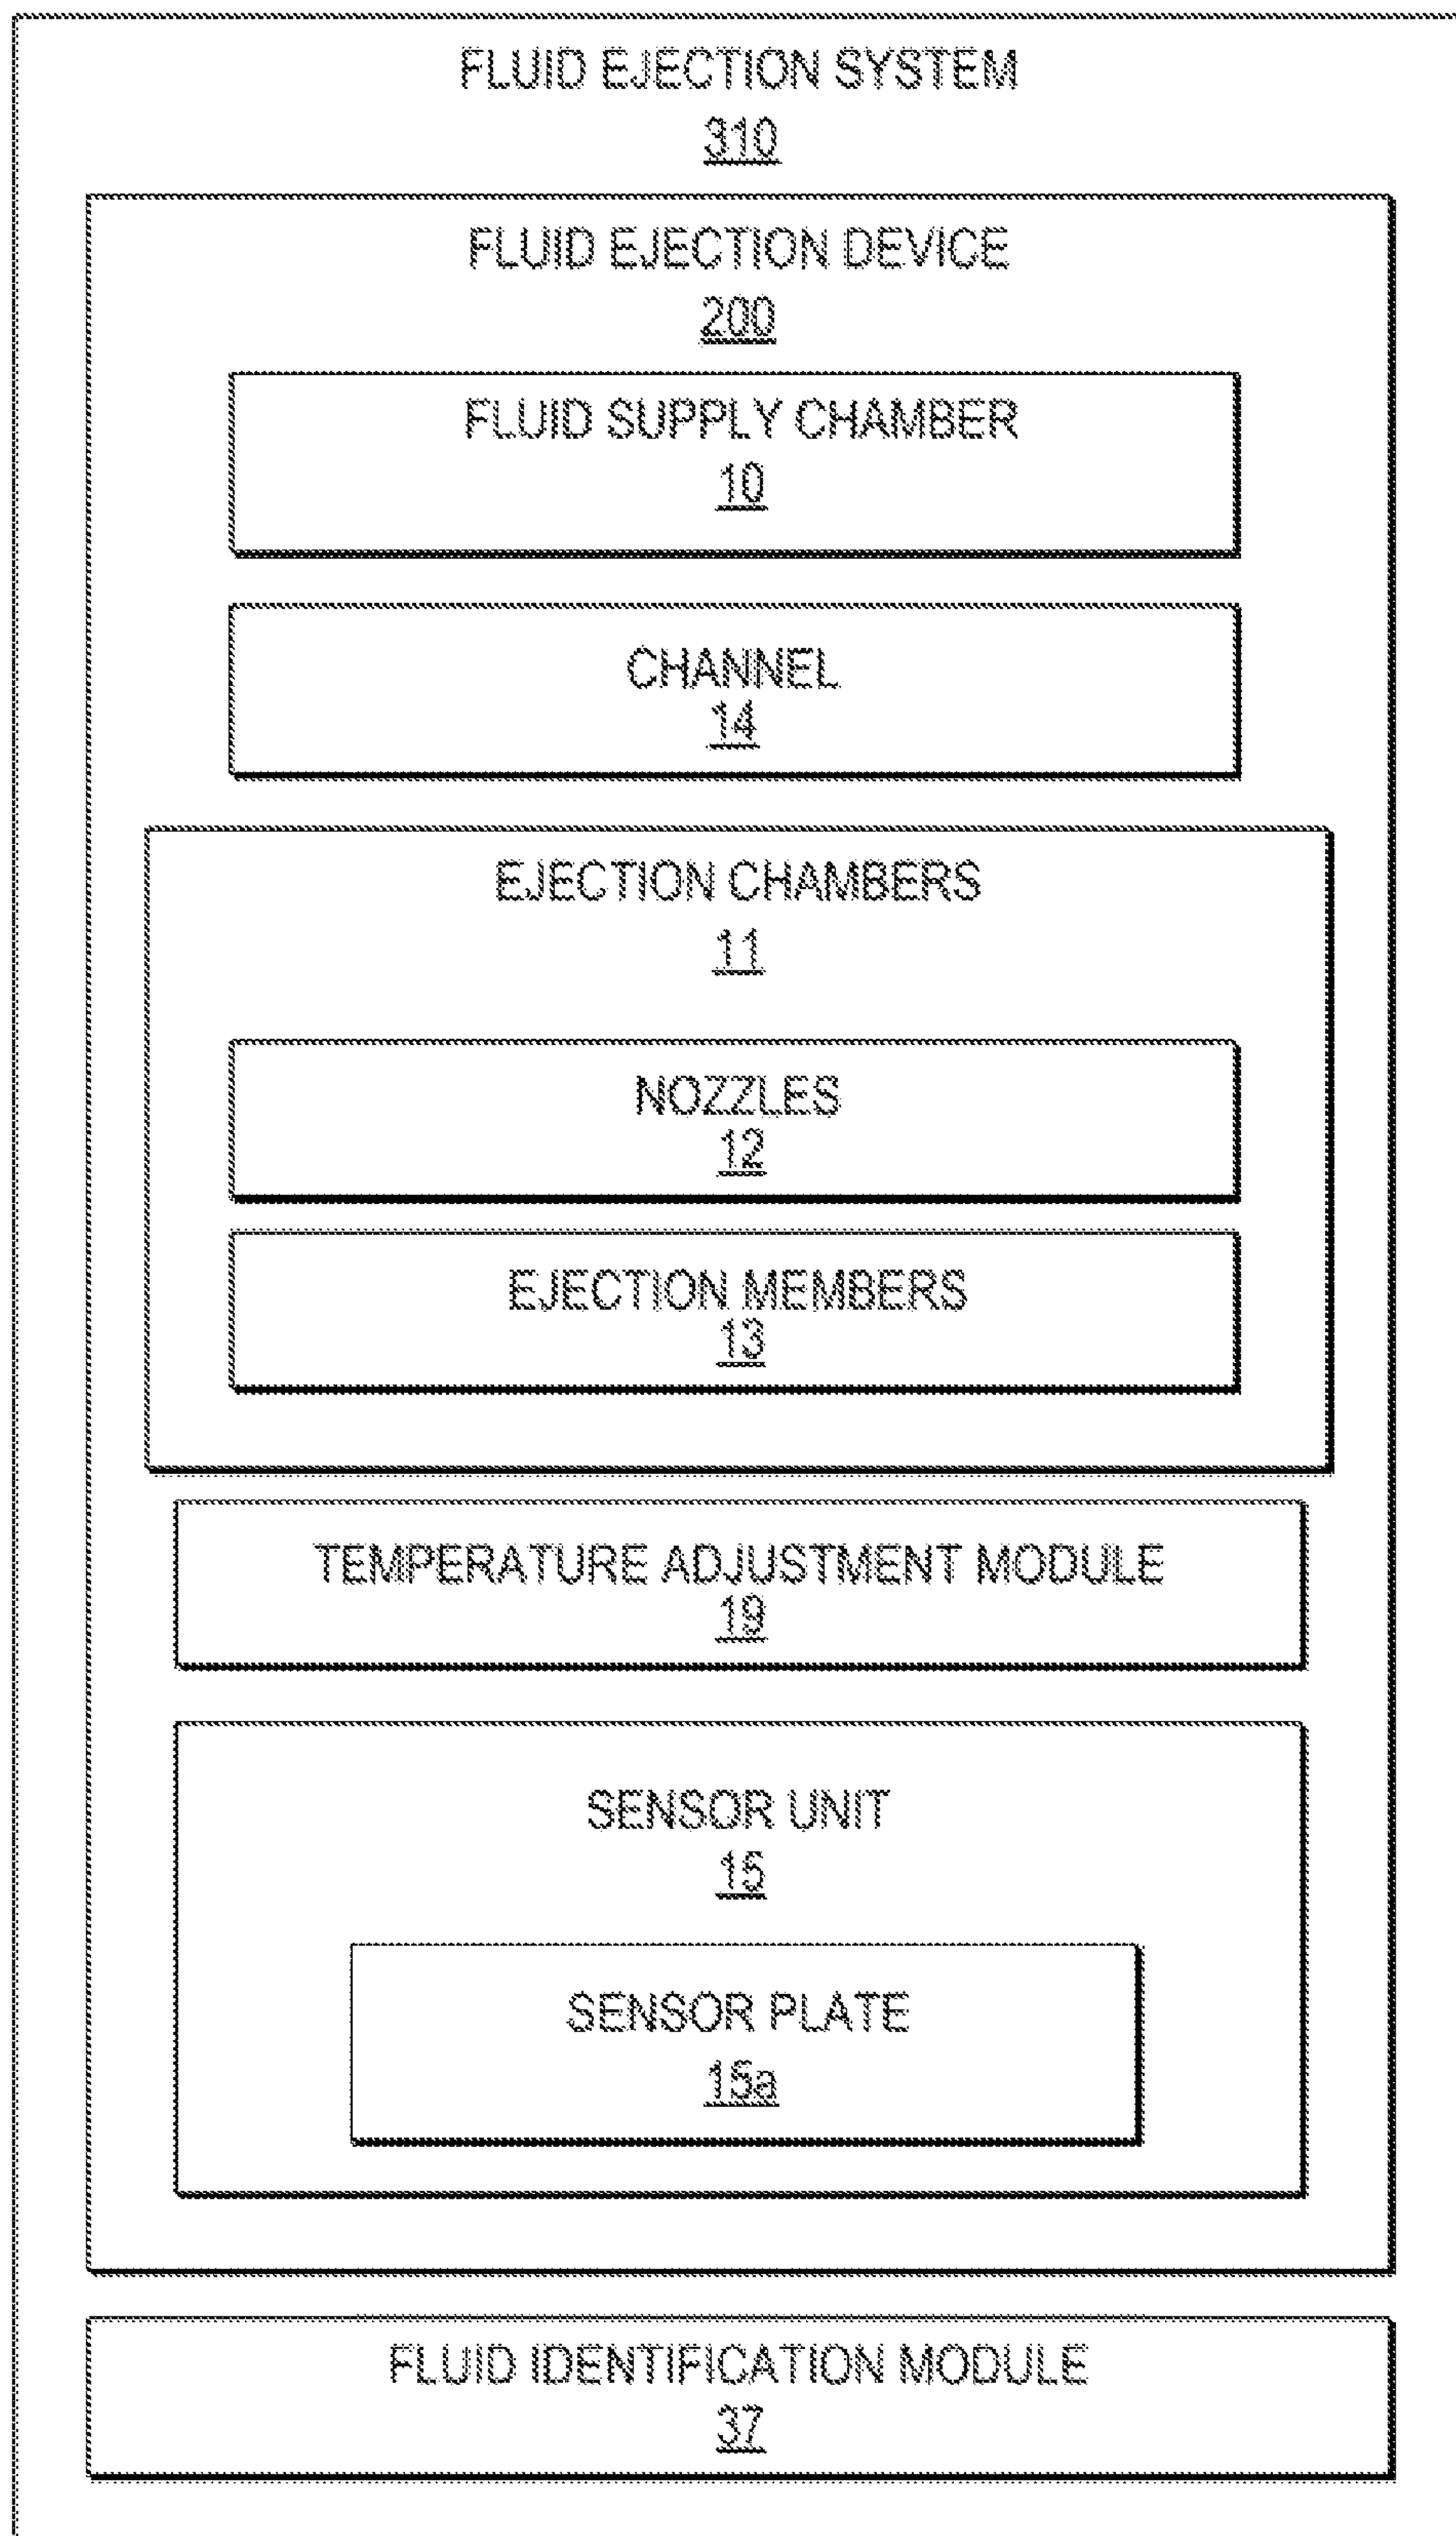 FLUID EJECTION SYSTEM
310
FLUID EJECTION DEVICE
200
FLUID SUPPLY CHAMBER
10
CHANNEL
14
EJECTION CHAMBERS
11
NOZZLES
12
EJECTION MEMBERS
13
TEMPERATURE ADJUSTMENT MODULE
19
SENSOR UNIT
15
SENSOR PLATE
15a
FLUID IDENTIFICATION MODULE
37